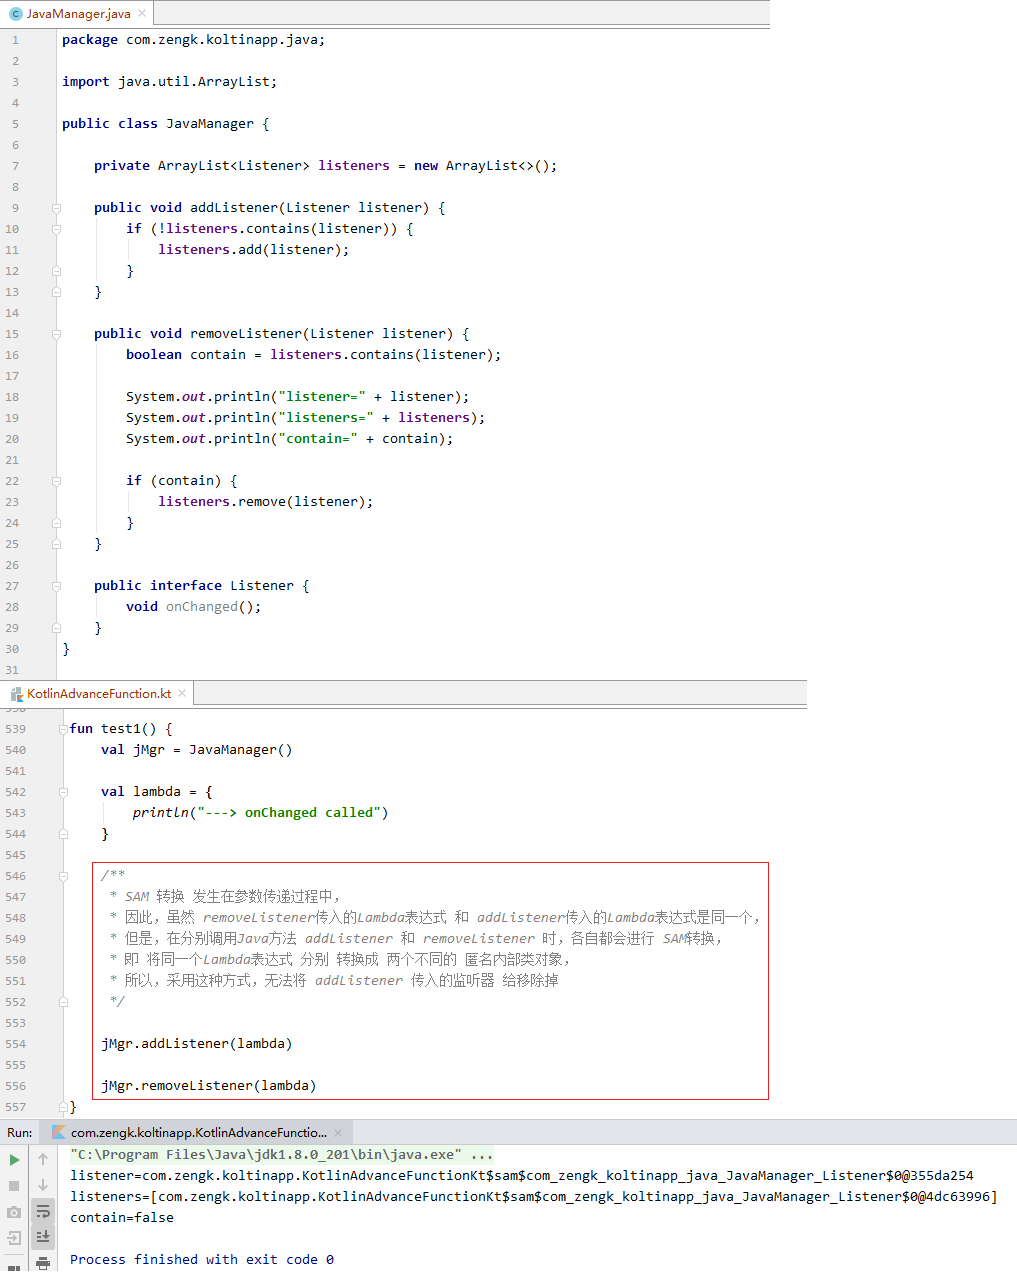 JavaManager.java
1 package com.zengk.koltinapp.java;
2
3 import java.util.ArrayList;
4
5 public class JavaManager {
6
7 private ArrayList<Listener> listeners = new ArrayList<>();
8
9 public void addListener(Listener listener) {
10 if (!listeners.contains(listener)) {
11 listeners.add(listener);
12 }
13 }
14
15 public void removeListener(Listener listener) {
16 boolean contain = listeners.contains(listener);
17
18 System.out.println("listener=" + listener);
19 System.out.println("listeners=" + listeners);
20 System.out.println("contain=" + contain);
21
22 if (contain) {
23 listeners.remove(listener);
24 }
25 }
26
27 public interface Listener {
28 void onChanged();
29 }
30 }
31
KotlinAdvanceFunction.kt
539 fun test1() {
540 val jMgr = JavaManager()
541
542 val lambda = {
543 println("---> onChanged called")
544 }
545
546 /**
547 * SAM 转换 发生在参数传递过程中，
548 * 因此，虽然 removeListener传入的Lambda表达式 和 addListener传入的Lambda表达式是同一个，
549 * 但是，在分别调用Java方法 addListener 和 removeListener 时，各自都会进行 SAM转换，
550 * 即 将同一个Lambda表达式 分别 转换成 两个不同的 匿名内部类对象，
551 * 所以，采用这种方式，无法将 addListener 传入的监听器 给移除掉
552 */
553
554 jMgr.addListener(lambda)
555
556 jMgr.removeListener(lambda)
557 }
Run: com.zengk.koltinapp.KotlinAdvanceFunctio...
"C:\Program Files\Java\jdk1.8.0_201\bin\java.exe" ...
listener=com.zengk.koltinapp.KotlinAdvanceFunctionKt$sam$com_zengk_koltinapp_java_JavaManager_Listener$0@355da254
listeners=[com.zengk.koltinapp.KotlinAdvanceFunctionKt$sam$com_zengk_koltinapp_java_JavaManager_Listener$0@4dc63996]
contain=false
Process finished with exit code 0